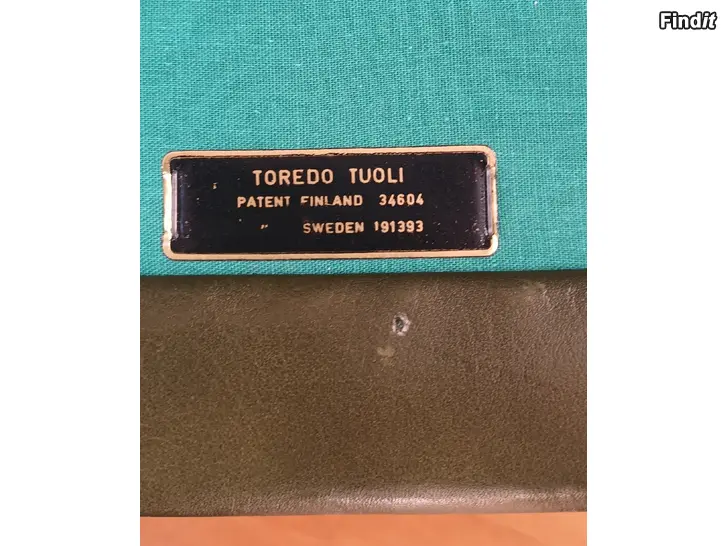 Findit
TOREDO TUOLI
PATENT FINLAND 34604
" SWEDEN 191393